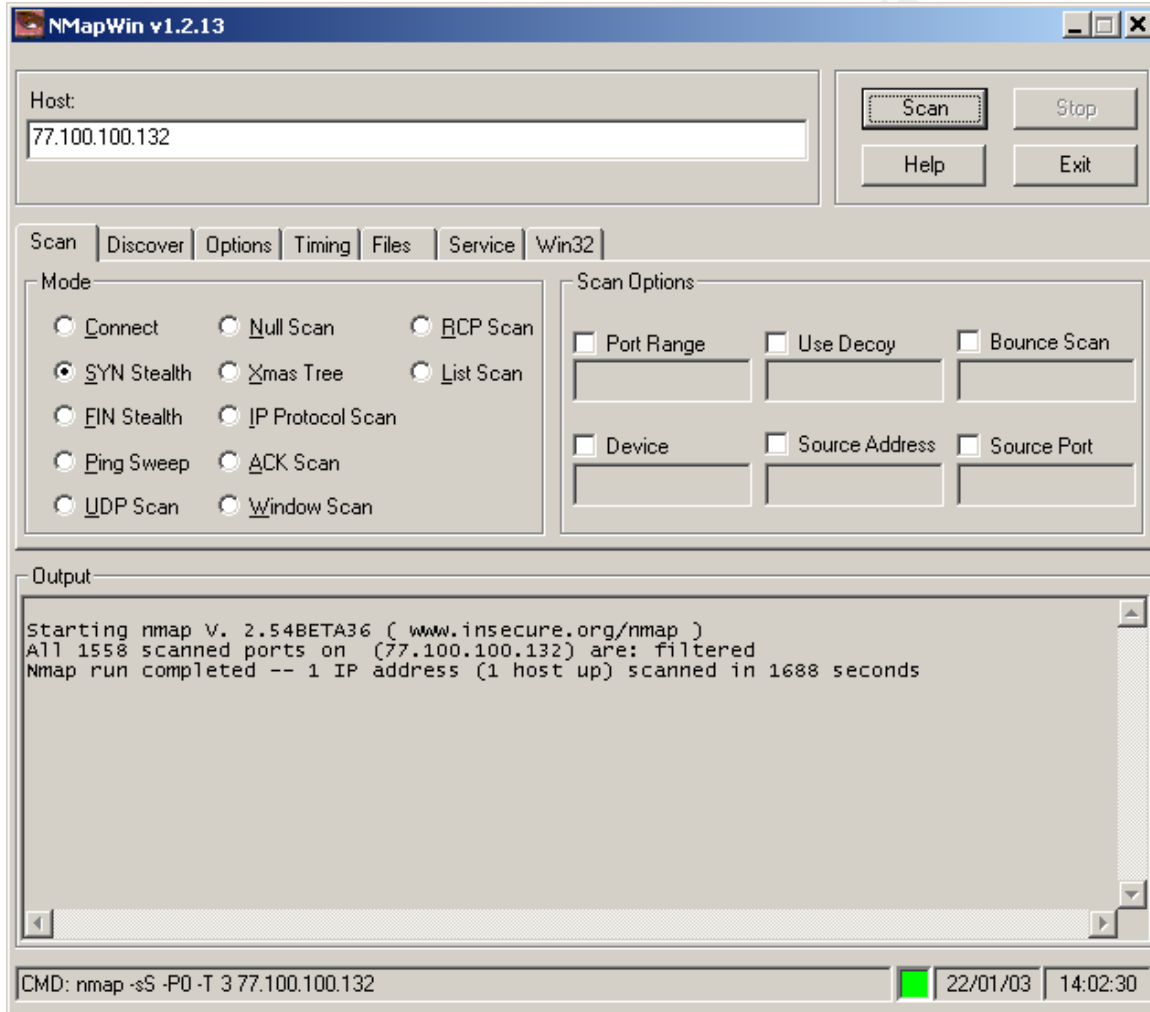 NMapWin v1.2.13
Host:
77.100.100.132
Scan Stop
Help Exit
Scan Discover Options Timing Files Service Win32
Mode
Connect Null Scan RCP Scan
SYN Stealth Xmas Tree List Scan
FIN Stealth IP Protocol Scan
Ping Sweep ACK Scan
UDP Scan Window Scan
Scan Options
Port Range Use Decoy Bounce Scan
Device Source Address Source Port
Output
Starting nmap V. 2.54BETA36 ( www.insecure.org/nmap )
All 1558 scanned ports on  (77.100.100.132) are: filtered
Nmap run completed -- 1 IP address (1 host up) scanned in 1688 seconds
CMD: nmap -sS -P0 -T 3 77.100.100.132 22/01/03 14:02:30